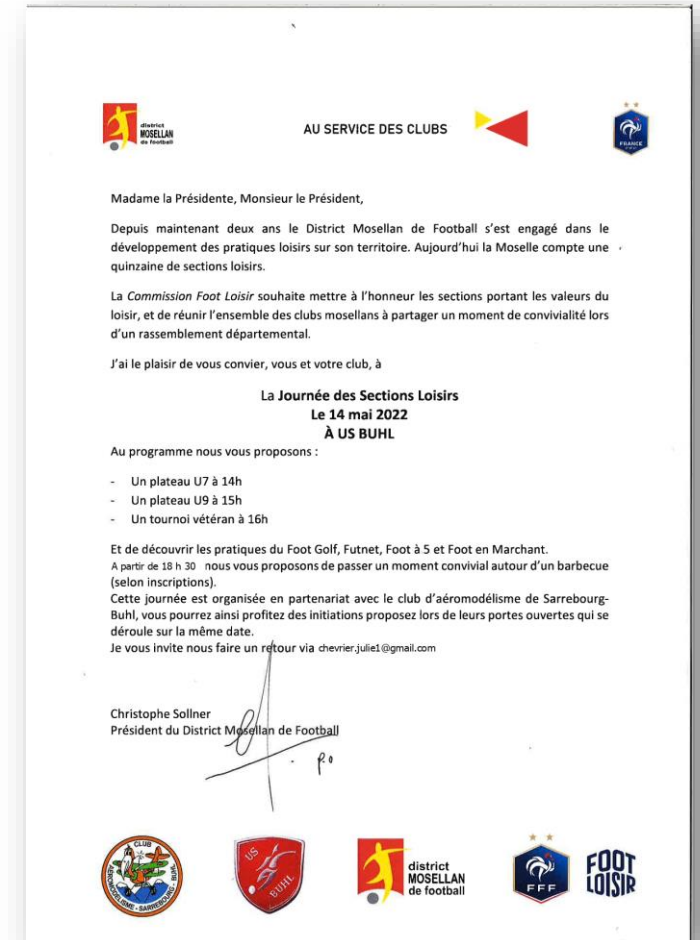 district
MOSELLAN
de football
AU SERVICE DES CLUBS
FRANCE
Madame la Présidente, Monsieur le Président,
Depuis maintenant deux ans le District Mosellan de Football s'est engagé dans le
développement des pratiques loisirs sur son territoire. Aujourd'hui la Moselle compte une
quinzaine de sections loisirs.
La Commission Foot Loisir souhaite mettre à l'honneur les sections portant les valeurs du
loisir, et de réunir l'ensemble des clubs mosellans à partager un moment de convivialité lors
d'un rassemblement départemental.
J'ai le plaisir de vous convier, vous et votre club, à
La Journée des Sections Loisirs
Le 14 mai 2022
À US BUHL
Au programme nous vous proposons :
- Un plateau U7 à 14h
- Un plateau U9 à 15h
- Un tournoi vétéran à 16h
Et de découvrir les pratiques du Foot Golf, Futnet, Foot à 5 et Foot en Marchant.
A partir de 18 h 30 nous vous proposons de passer un moment convivial autour d'un barbecue
(selon inscriptions).
Cette journée est organisée en partenariat avec le club d'aéromodélisme de Sarrebourg-
Buhl, vous pourrez ainsi profitez des initiations proposez lors de leurs portes ouvertes qui se
déroule sur la même date.
Je vous invite nous faire un retour via chevrier.julie1@gmail.com
Christophe Sollner
Président du District Mosellan de Football
p.o
CLUB
AEROMODELISME - SARREBOURG - BUHL
US
BUHL
district
MOSELLAN
de football
FFF
FOOT
LOISIR